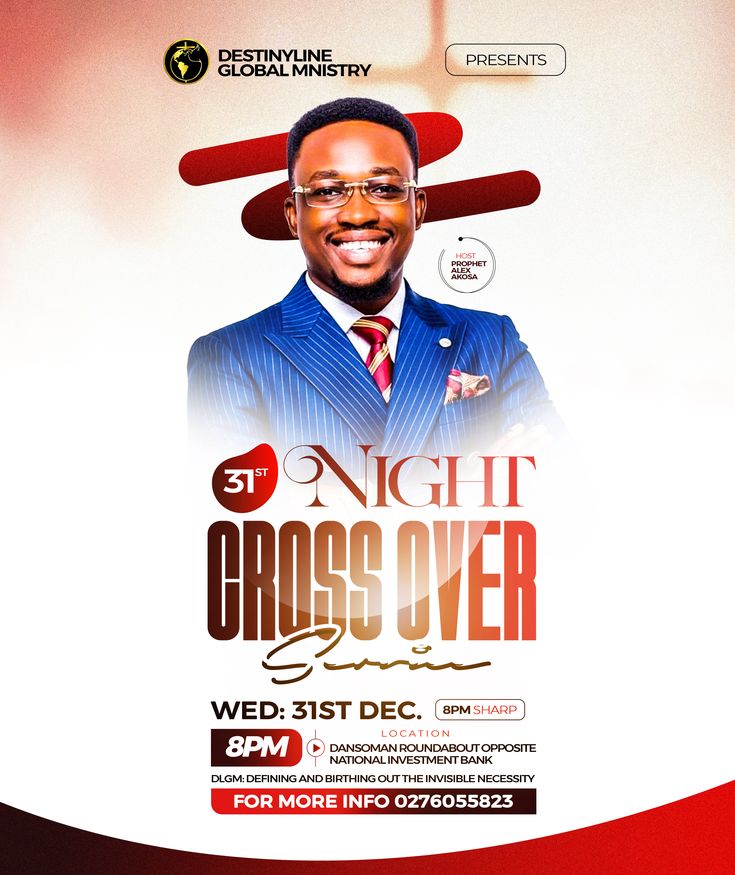 DESTINYLINE
GLOBAL MNISTRY
PRESENTS
HOST
PROPHET
ALEX
AKOSA
31ST NIGHT
CROSS OVER
Service
WED: 31ST DEC. 8PM SHARP
LOCATION
8PM
DANSOMAN ROUNDABOUT OPPOSITE
NATIONAL INVESTMENT BANK
DLGM: DEFINING AND BIRTHING OUT THE INVISIBLE NECESSITY
FOR MORE INFO 0276055823